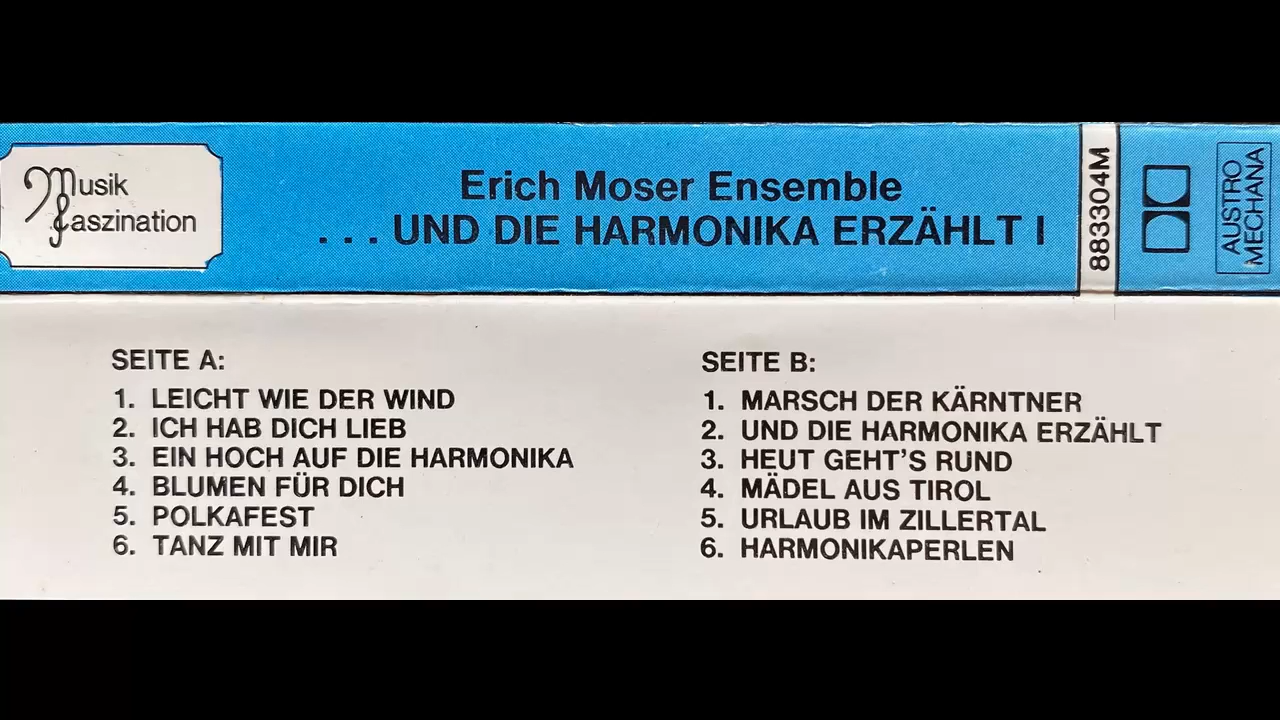 Musik
Faszination
Erich Moser Ensemble
. . . UND DIE HARMONIKA ERZÄHLT I
883304M
AUSTRO
MECHANA
SEITE A:
1. LEICHT WIE DER WIND
2. ICH HAB DICH LIEB
3. EIN HOCH AUF DIE HARMONIKA
4. BLUMEN FÜR DICH
5. POLKAFEST
6. TANZ MIT MIR
SEITE B:
1. MARSCH DER KÄRNTNER
2. UND DIE HARMONIKA ERZÄHLT
3. HEUT GEHT'S RUND
4. MÄDEL AUS TIROL
5. URLAUB IM ZILLERTAL
6. HARMONIKAPERLEN